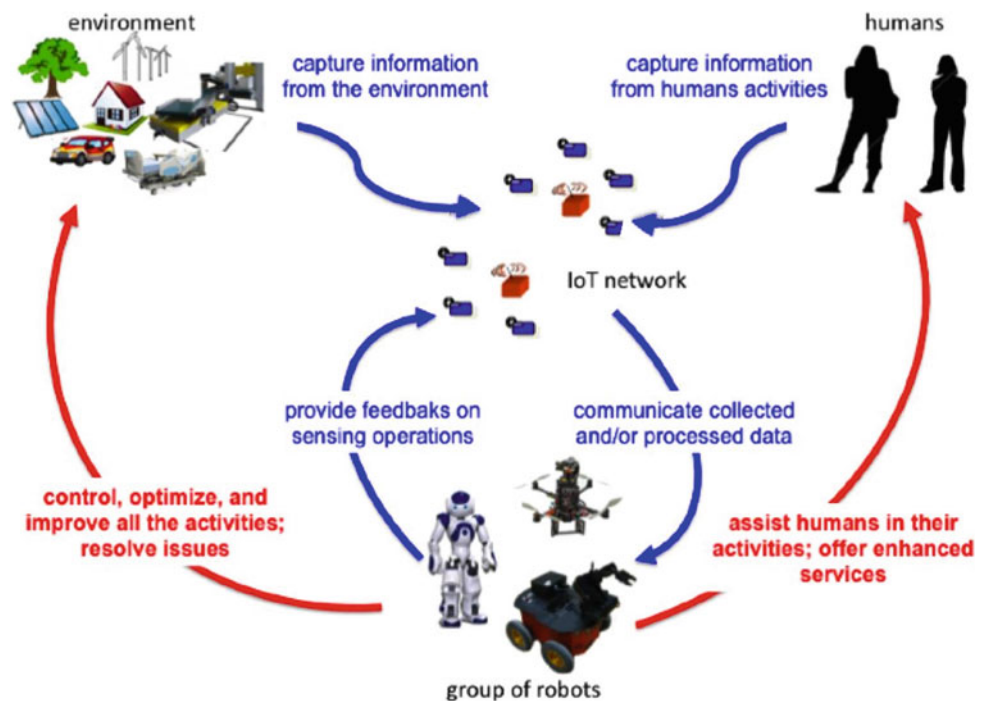 environment
humans
capture information
from the environment
capture information
from humans activities
IoT network
provide feedbaks on
sensing operations
communicate collected
and/or processed data
control, optimize, and
improve all the activities;
resolve issues
assist humans in their
activities; offer enhanced
services
group of robots